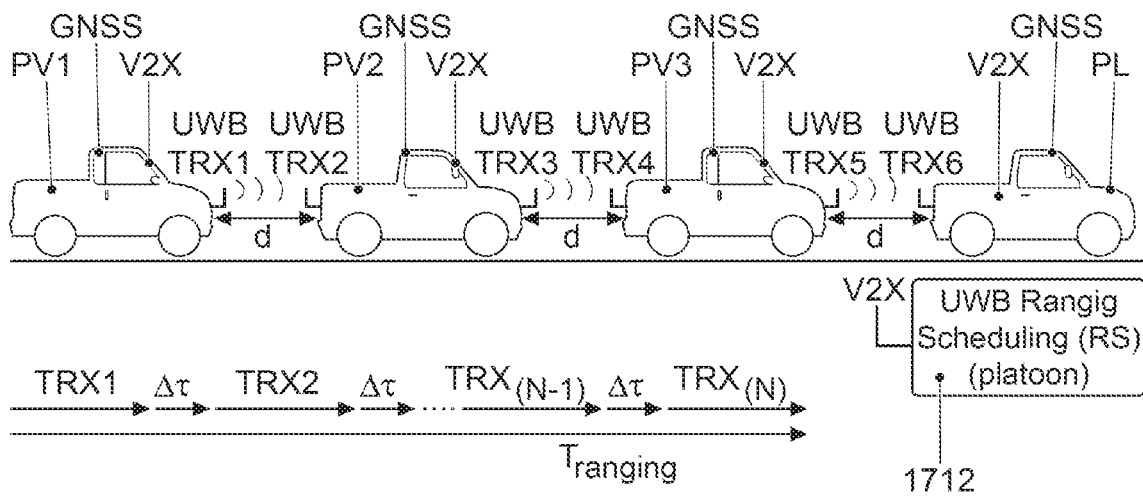 GNSS GNSS GNSS GNSS
PV1 V2X PV2 V2X PV3 V2X V2X PL
UWB UWB UWB UWB UWB UWB
TRX1 TRX2 TRX3 TRX4 TRX5 TRX6
d d d
V2X UWB Rangig
Scheduling (RS)
(platoon)
TRX1 Δτ TRX2 Δτ TRX(N-1) Δτ TRX(N)
Tranging
1712